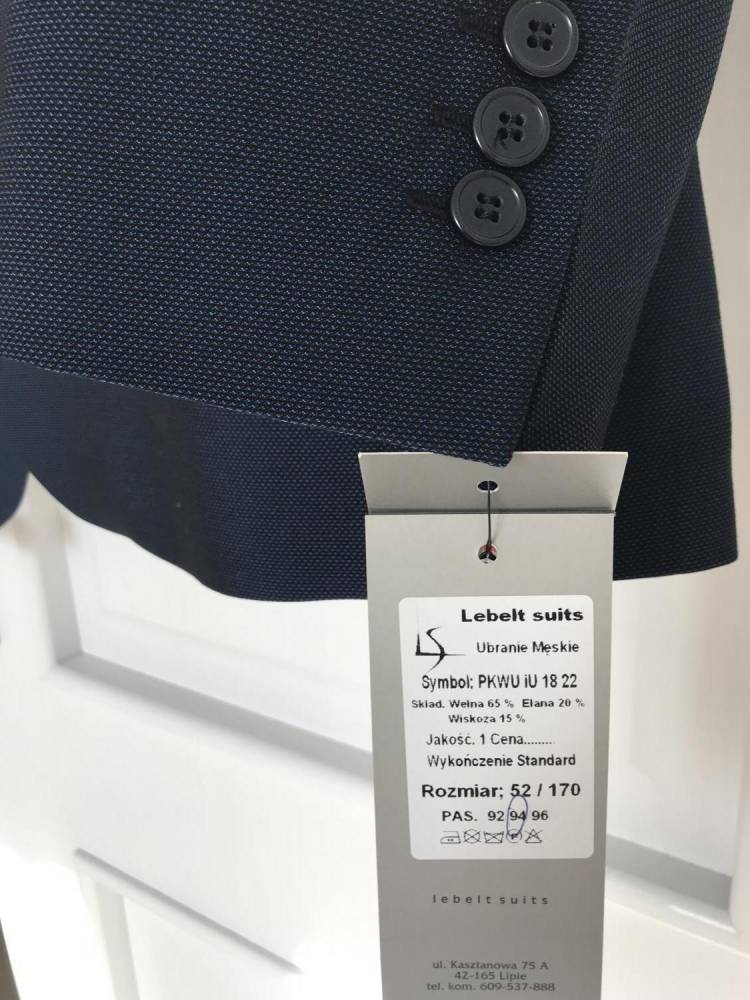 Lebelt suits
LS
Ubranie Męskie
Symbol; PKWU iU 18 22
Skład. Wełna 65 % Elana 20 %
Wiskoza 15 %
Jakość. 1 Cena.........
Wykończenie Standard
Rozmiar; 52 / 170
PAS. 92 94 96
lebelt suits
ul. Kasztanowa 75 A
42-165 Lipie
tel. kom. 609-537-888